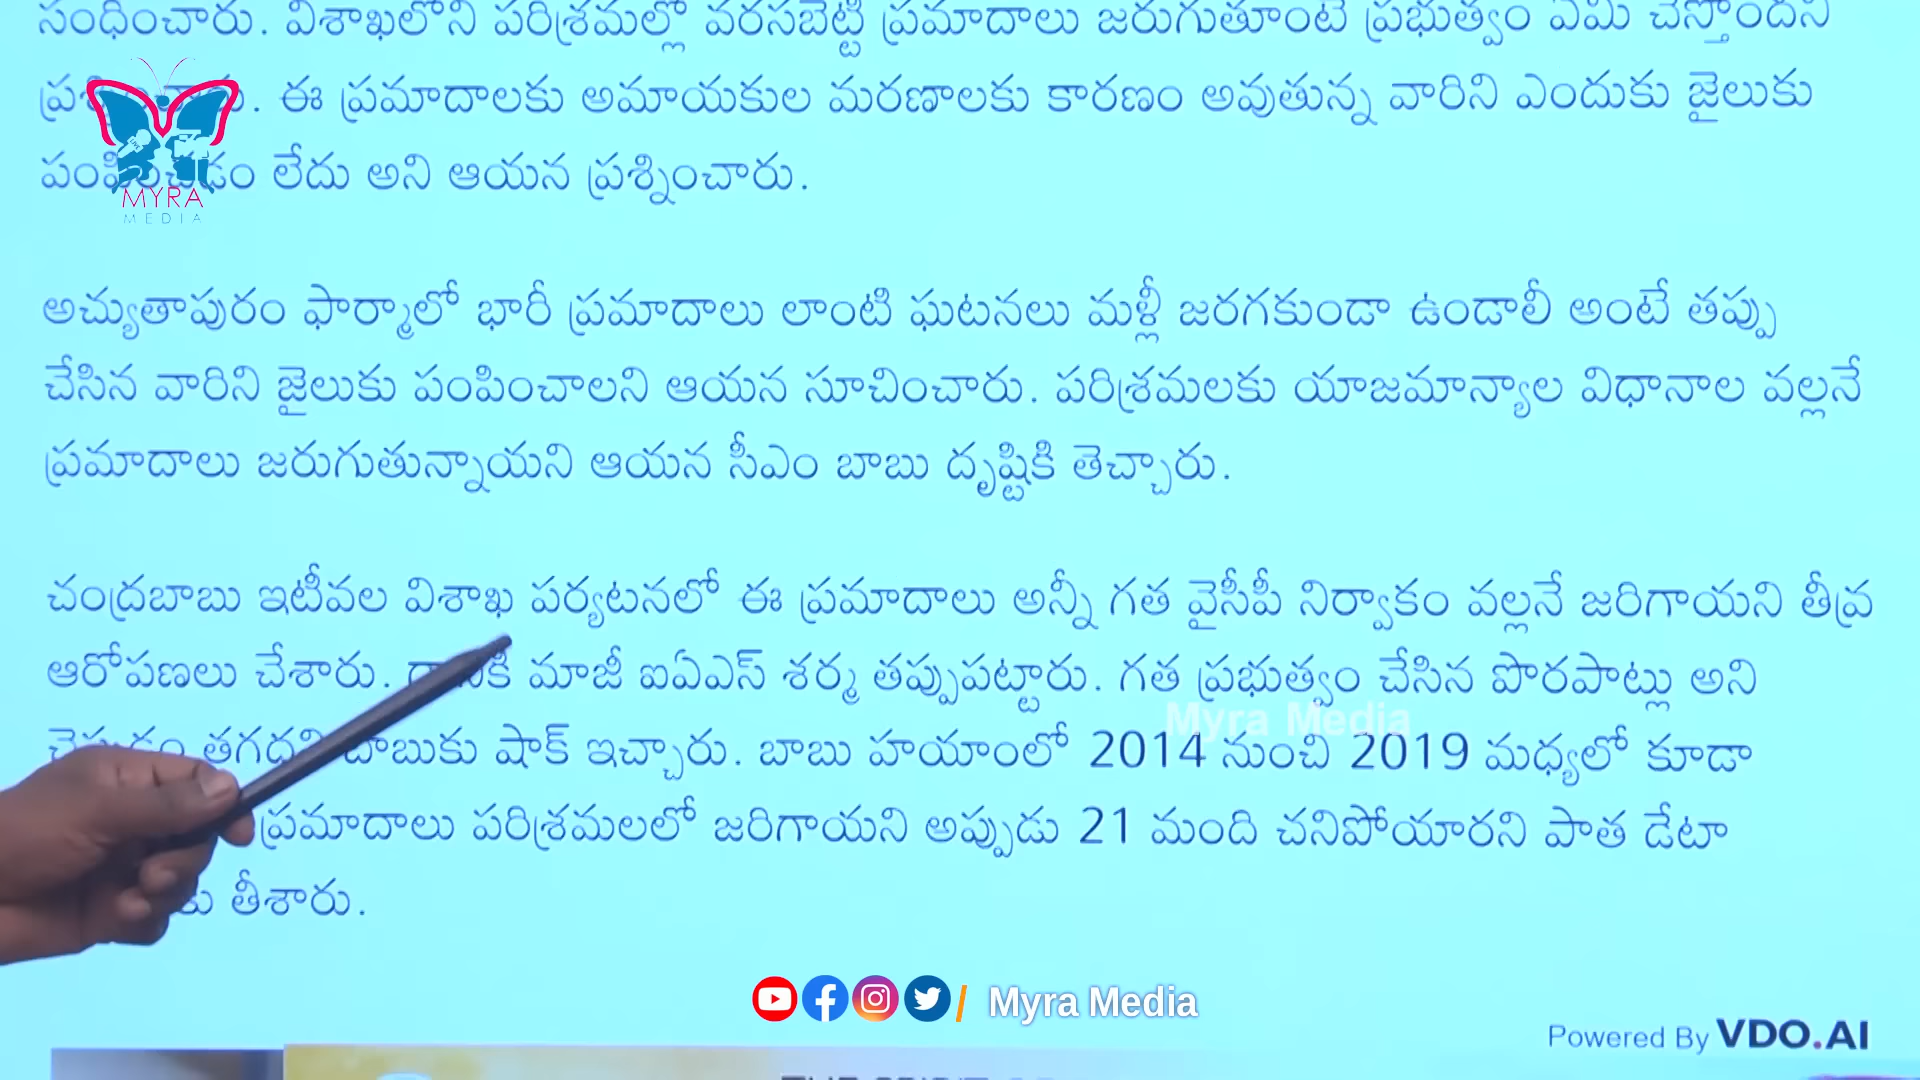 సంధించారు. విశాఖలోని పరిశ్రమల్లో వరసబెట్టి ప్రమాదాలు జరుగుతూంటే ప్రభుత్వం ఏమి చేస్తోందని
ఈ ప్రమాదాలకు అమాయకుల మరణాలకు కారణం అవుతున్న వారిని ఎందుకు జైలుకు
లేదు అని ఆయన ప్రశ్నించారు.
MYRA
MEDIA
అచ్యుతాపురం ఫార్మాలో భారీ ప్రమాదాలు లాంటి ఘటనలు మళ్లీ జరగకుండా ఉండాలీ అంటే తప్పు
చేసిన వారిని జైలుకు పంపించాలని ఆయన సూచించారు. పరిశ్రమలకు యాజమాన్యాల విధానాల వల్లనే
ప్రమాదాలు జరుగుతున్నాయని ఆయన సీఎం బాబు దృష్టికి తెచ్చారు.
చంద్రబాబు ఇటీవల విశాఖ పర్యటనలో ఈ ప్రమాదాలు అన్నీ గత వైసీపీ నిర్వాకం వల్లనే జరిగాయని తీవ్ర
ఆరోపణలు చేశారు. మాజీ ఐఏఎస్ శర్మ తప్పుపట్టారు. గత ప్రభుత్వం చేసిన పొరపాట్లు అని
Myra Media
తగదని బాబుకు షాక్ ఇచ్చారు. బాబు హయాంలో 2014 నుంచి 2019 మధ్యలో కూడా
ప్రమాదాలు పరిశ్రమలలో జరిగాయని అప్పుడు 21 మంది చనిపోయారని పాత డేటా
తీశారు.
/ Myra Media
Powered By VDO.AI